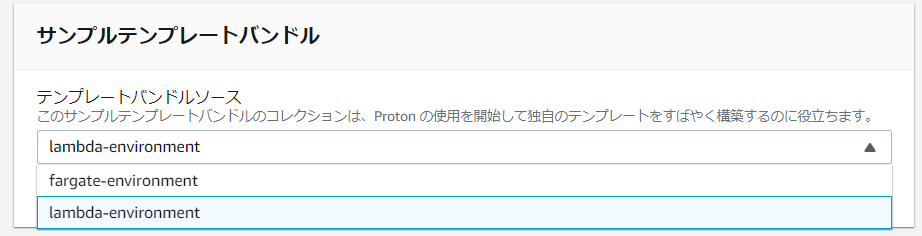 サンプルテンプレートバンドル
テンプレートバンドルソース
このサンプルテンプレートバンドルのコレクションは、Proton の使用を開始して独自のテンプレートをすばやく構築するのに役立ちます。
lambda-environment
fargate-environment
lambda-environment